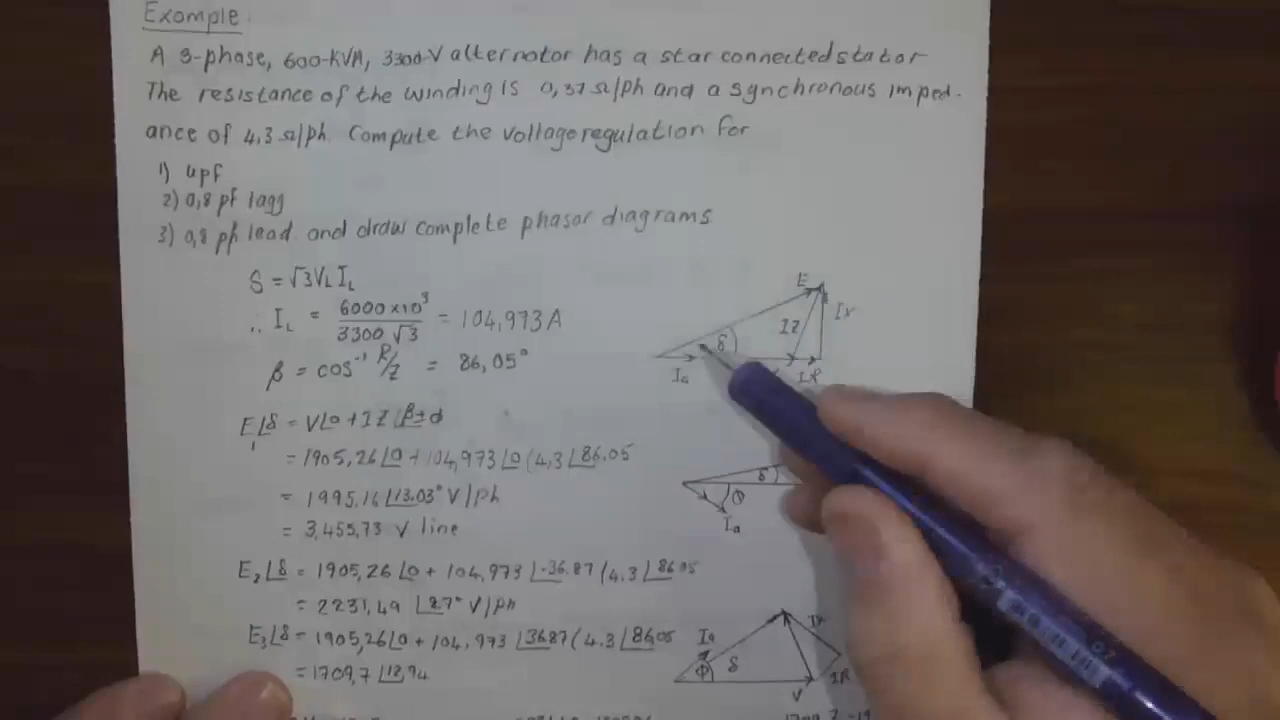 Example
A 3-phase, 600-KVA, 3300-V alternator has a star connected stator
The resistance of the winding is 0,37 Ω/ph and a synchronous imped-
ance of 4,3 Ω/ph. Compute the voltage regulation for
1) upf
2) 0,8 pf lagg
3) 0,8 pf lead. and draw complete phasor diagrams
S = √3 VL IL
∴ IL = 6000 x10³ / 3300 √3 = 104,973 A
β = cos⁻¹ R/Z = 86,05°
E1∠δ = V∠0 + IZ ∠β±α
= 1905,26∠0 + 104,973∠0 (4,3∠86.05
= 1995,16∠13.03° V/ph
= 3,455,73 V line
E2∠δ = 1905,26∠0 + 104,973 ∠-36.87 (4.3∠86.05
= 2231,49 ∠27° V/ph
E3∠δ = 1905,26∠0 + 104,973 ∠36.87 (4.3∠86,05
= 1709,7∠12,94
E
IX
IZ
δ
Ia
IR
δ
θ
Ia
Ia
IX
φ
δ
IR
V